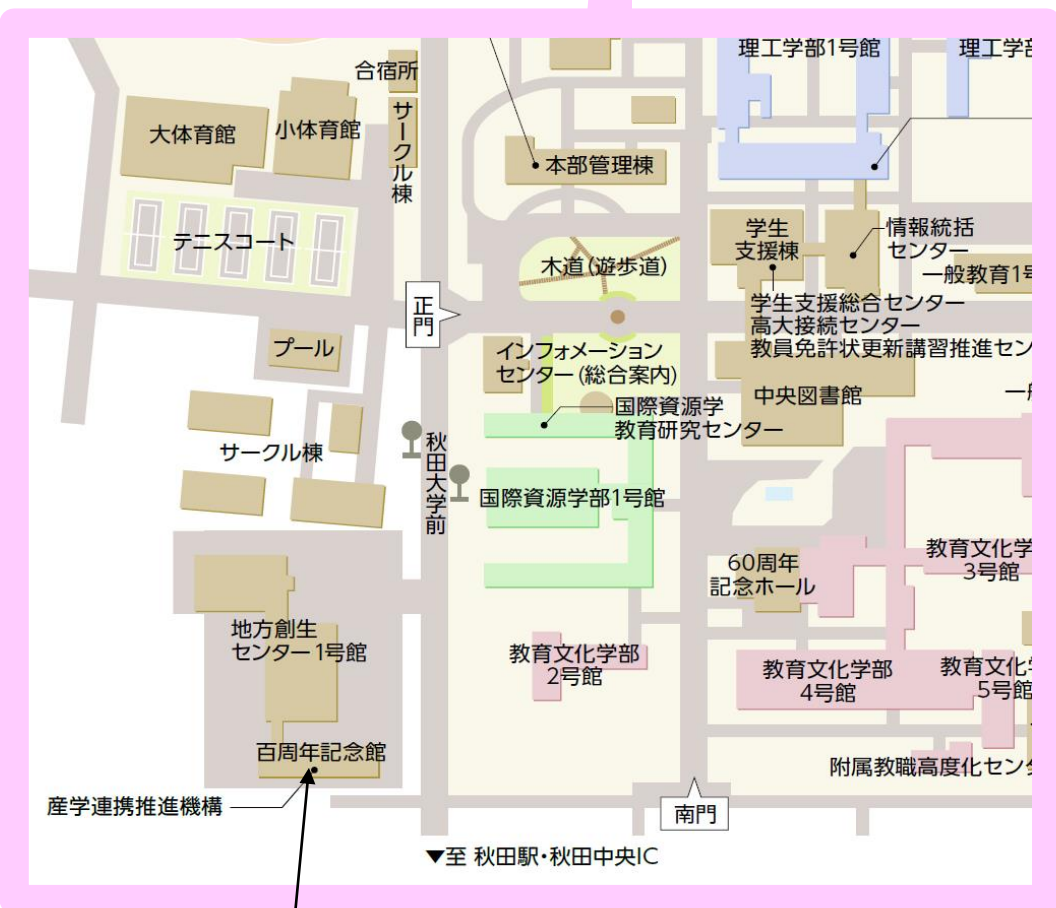 理工学部1号館
理工学部
合宿所
サークル棟
大体育館
小体育館
本部管理棟
テニスコート
学生
支援棟
情報統括
センター
木道(遊歩道)
一般教育1号
正門
学生支援総合センター
高大接続センター
教員免許状更新講習推進セン
プール
インフォメーション
センター(総合案内)
中央図書館
一般
国際資源学
教育研究センター
サークル棟
秋田大学前
国際資源学部1号館
60周年
記念ホール
教育文化学
3号館
地方創生
センター1号館
教育文化学部
2号館
教育文化学部
4号館
教育文化学
5号館
百周年記念館
附属教職高度化セン
産学連携推進機構
南門
▼至 秋田駅・秋田中央IC